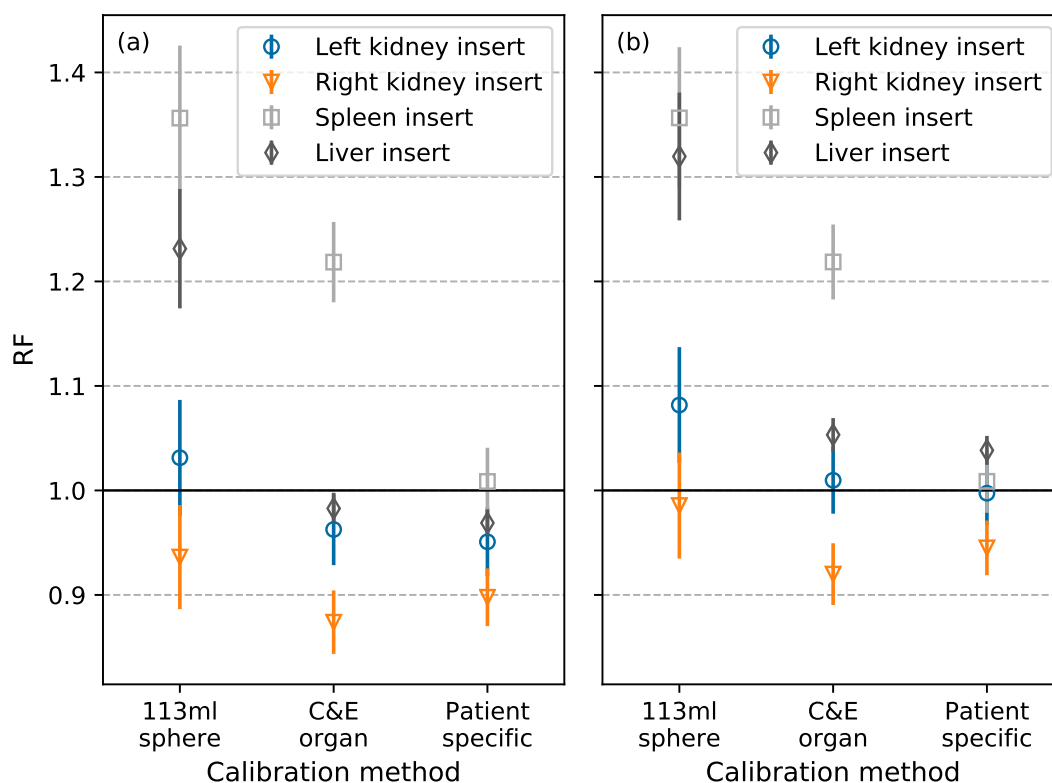 (a)
Left kidney insert
Right kidney insert
Spleen insert
Liver insert
(b)
Left kidney insert
Right kidney insert
Spleen insert
Liver insert
RF
1.4
1.3
1.2
1.1
1.0
0.9
113ml
sphere
C&E
organ
Patient
specific
Calibration method
113ml
sphere
C&E
organ
Patient
specific
Calibration method